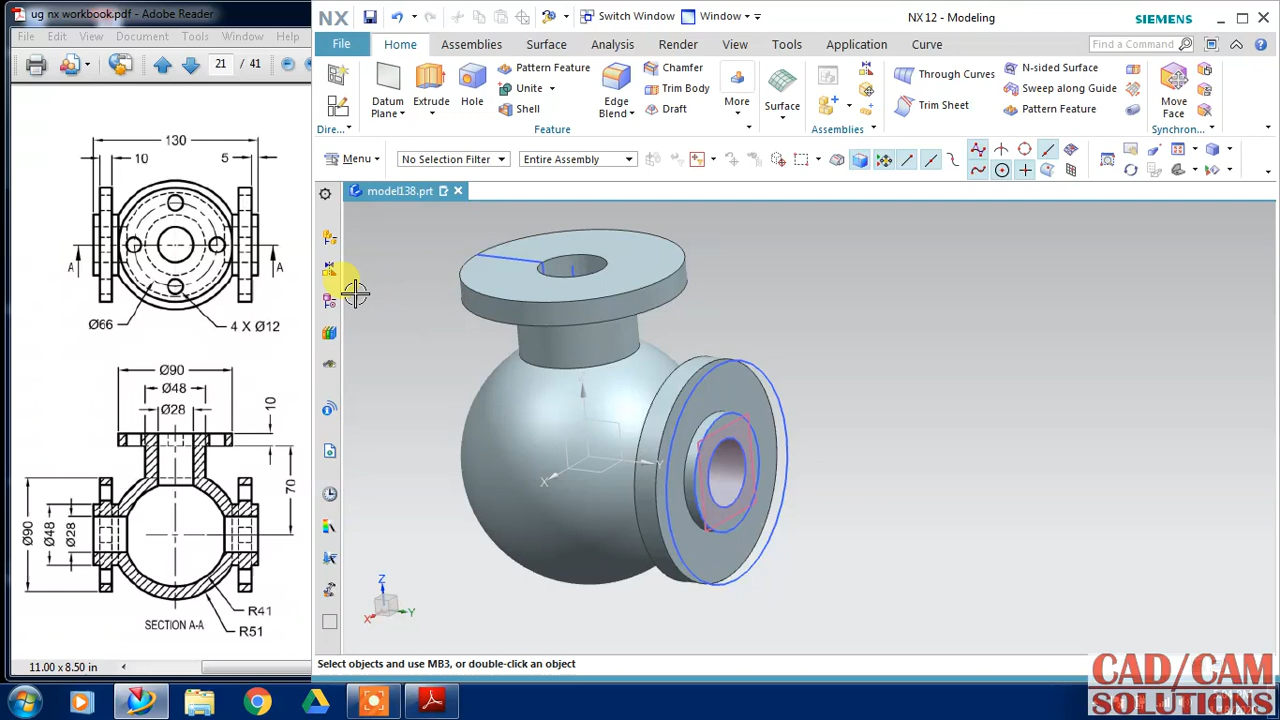 ug nx workbook.pdf - Adobe Reader
File Edit View Document Tools Window Help
21 / 41
130
10
5
A
A
Ø66
4 X Ø12
Ø90
Ø48
Ø28
10
70
Ø90
Ø48
Ø28
R41
R51
SECTION A-A
11.00 x 8.50 in
NX
Switch Window
Window
NX 12 - Modeling
SIEMENS
File Home Assemblies Surface Analysis Render View Tools Application Curve
Find a Command
Datum Plane
Extrude
Hole
Pattern Feature
Unite
Shell
Edge Blend
Chamfer
Trim Body
Draft
More
Surface
Through Curves
Trim Sheet
N-sided Surface
Sweep along Guide
Pattern Feature
Move Face
Dire...
Feature
Assemblies
Synchron...
Menu
No Selection Filter
Entire Assembly
model138.prt
Y
X
Z
X
Y
Select objects and use MB3, or double-click an object
CAD/CAM
SOLUTIONS